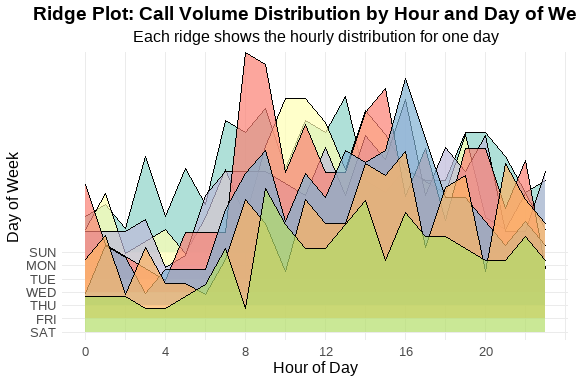 Ridge Plot: Call Volume Distribution by Hour and Day of We
Each ridge shows the hourly distribution for one day
Day of Week
SUN
MON
TUE
WED
THU
FRI
SAT
0 4 8 12 16 20
Hour of Day